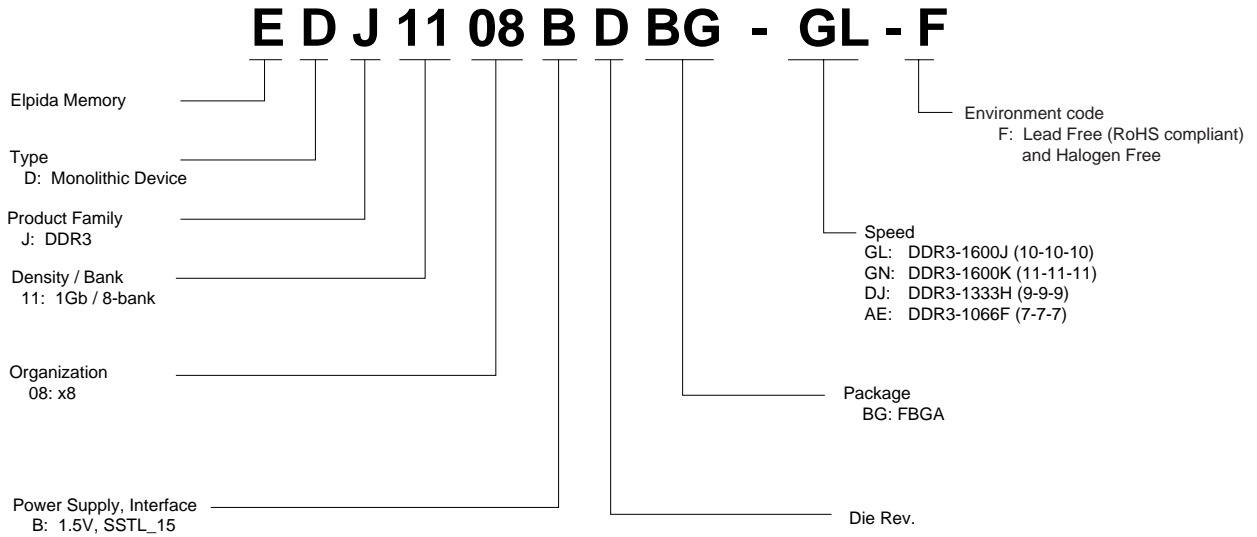 E D J 11 08 B D BG - GL - F
Elpida Memory
Type
D: Monolithic Device
Product Family
J: DDR3
Density / Bank
11: 1Gb / 8-bank
Organization
08: x8
Power Supply, Interface
B: 1.5V, SSTL_15
Environment code
F: Lead Free (RoHS compliant)
and Halogen Free
Speed
GL: DDR3-1600J (10-10-10)
GN: DDR3-1600K (11-11-11)
DJ: DDR3-1333H (9-9-9)
AE: DDR3-1066F (7-7-7)
Package
BG: FBGA
Die Rev.